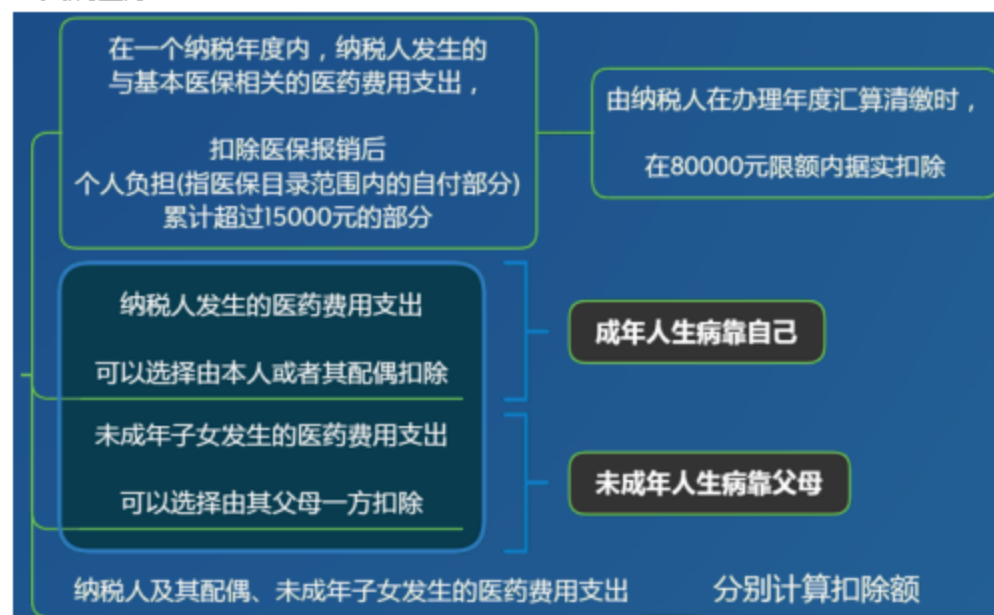 在一个纳税年度内，纳税人发生的
与基本医保相关的医药费用支出，
扣除医保报销后
个人负担(指医保目录范围内的自付部分)
累计超过15000元的部分
由纳税人在办理年度汇算清缴时，
在80000元限额内据实扣除
纳税人发生的医药费用支出
可以选择由本人或者其配偶扣除
成年人生病靠自己
未成年子女发生的医药费用支出
可以选择由其父母一方扣除
未成年人生病靠父母
纳税人及其配偶、未成年子女发生的医药费用支出 分别计算扣除额